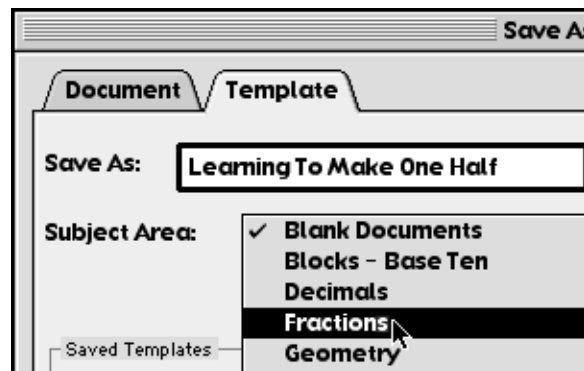 Save As
Document Template
Save As: Learning To Make One Half
Subject Area: ✓ Blank Documents
Blocks - Base Ten
Decimals
Fractions
Saved Templates Geometry